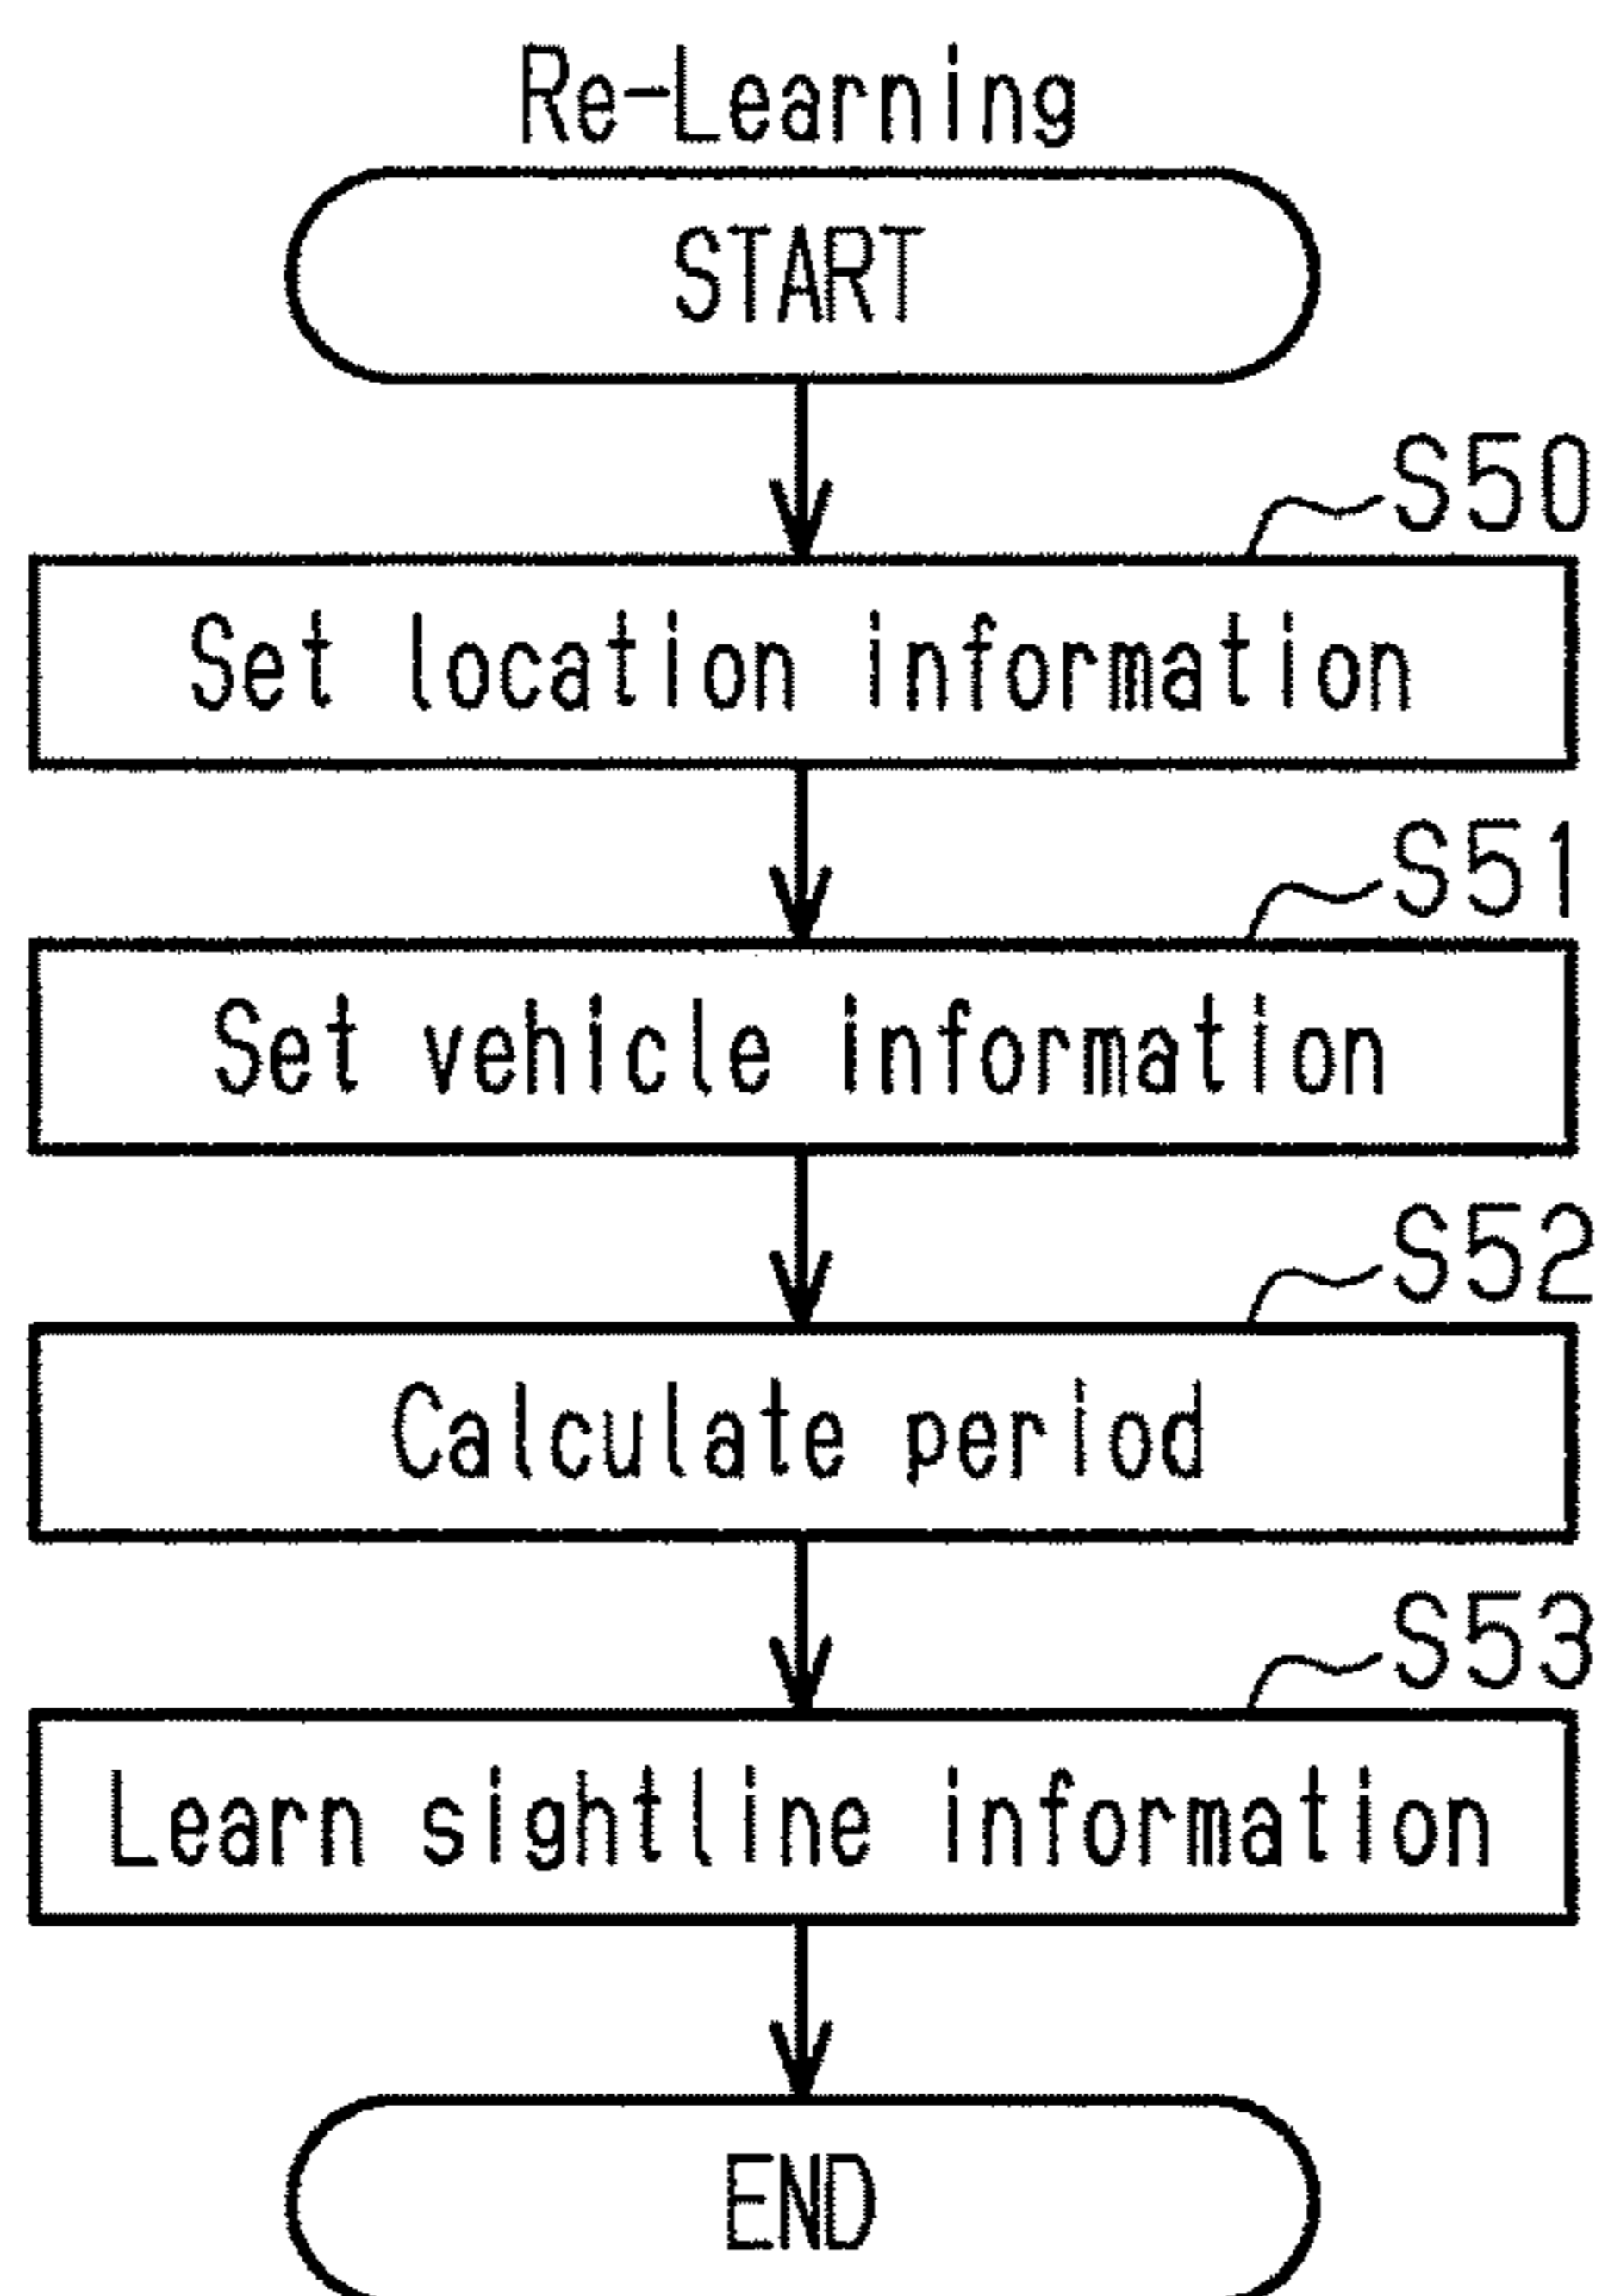 Re-Learning
START
S50
Set location information
S51
Set vehicle information
S52
Calculate period
S53
Learn sightline information
END